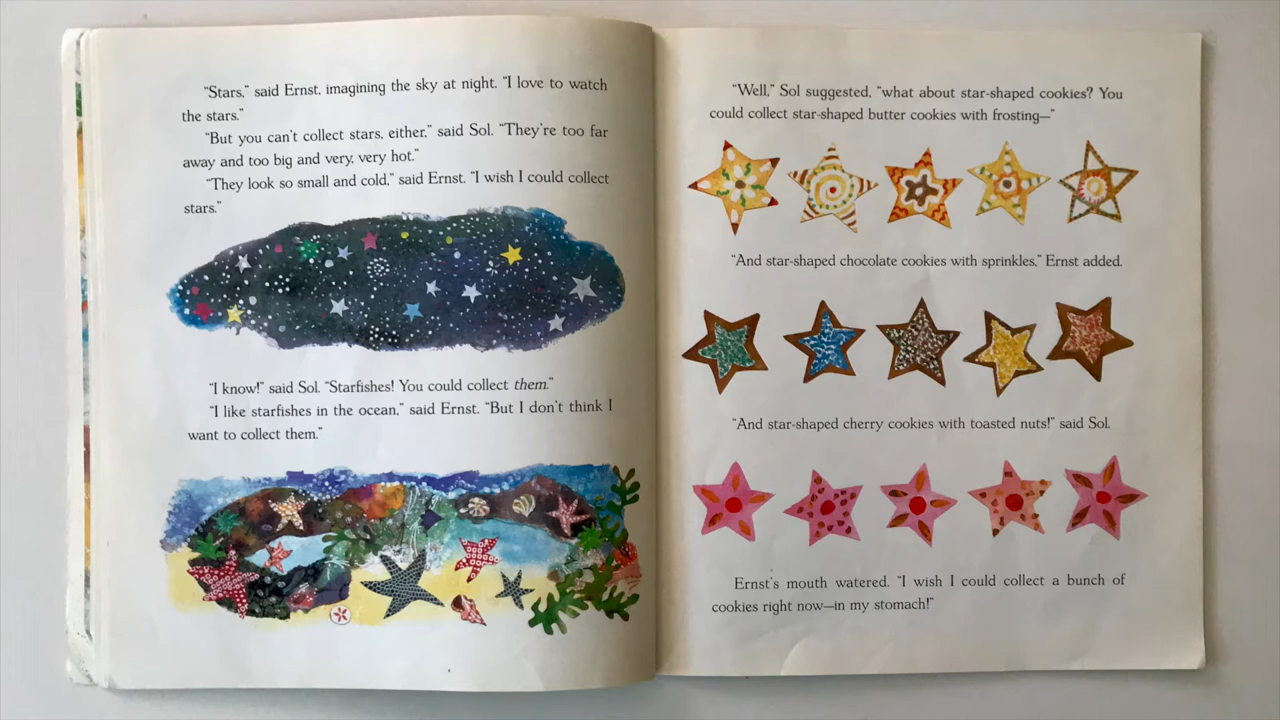 "Stars," said Ernst, imagining the sky at night. "I love to watch
the stars."
"But you can't collect stars, either," said Sol. "They're too far
away and too big and very, very hot."
"They look so small and cold," said Ernst. "I wish I could collect
stars."
"I know!" said Sol. "Starfishes! You could collect them."
"I like starfishes in the ocean," said Ernst. "But I don't think I
want to collect them."
"Well," Sol suggested, "what about star-shaped cookies? You
could collect star-shaped butter cookies with frosting—"
"And star-shaped chocolate cookies with sprinkles," Ernst added.
"And star-shaped cherry cookies with toasted nuts!" said Sol.
Ernst's mouth watered. "I wish I could collect a bunch of
cookies right now—in my stomach!"